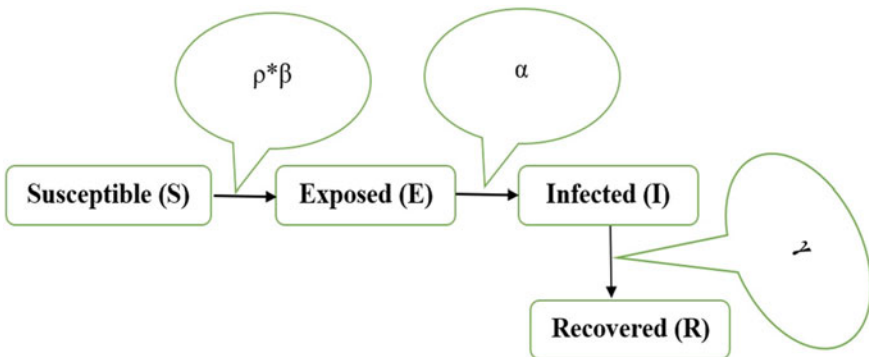 ρ*β
α
Susceptible (S)
Exposed (E)
Infected (I)
Recovered (R)